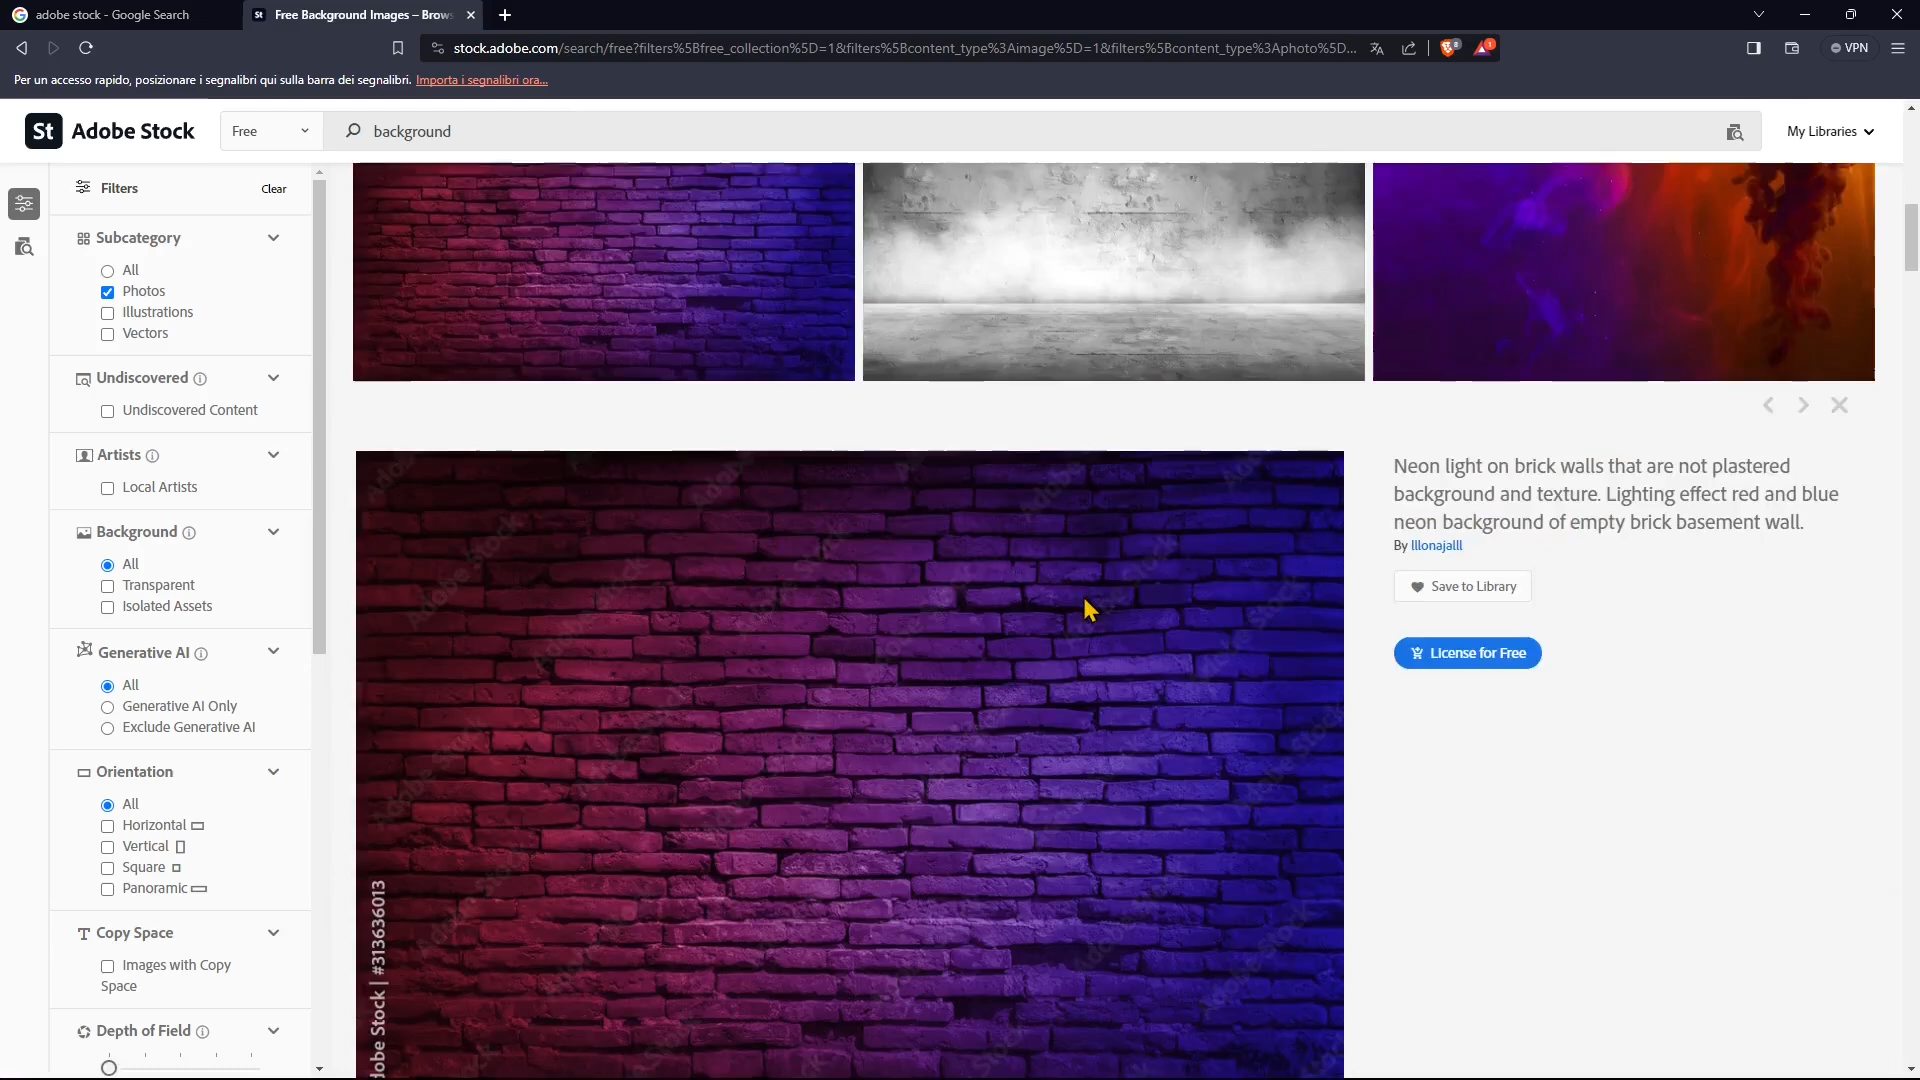 adobe stock - Google Search
St Free Background Images – Brows
stock.adobe.com/search/free?filters%5Bfree_collection%5D=1&filters%5Bcontent_type%3Aimage%5D=1&filters%5Bcontent_type%3Aphoto%5D...
8
1
VPN
Per un accesso rapido, posizionare i segnalibri qui sulla barra dei segnalibri. Importa i segnalibri ora...
St Adobe Stock
Free
background
My Libraries
Filters
Clear
Subcategory
All
Photos
Illustrations
Vectors
Undiscovered
Undiscovered Content
Artists
Local Artists
Background
All
Transparent
Isolated Assets
Generative AI
All
Generative AI Only
Exclude Generative AI
Orientation
All
Horizontal
Vertical
Square
Panoramic
Copy Space
Images with Copy
Space
Depth of Field
dobe Stock | #313636013
Neon light on brick walls that are not plastered
background and texture. Lighting effect red and blue
neon background of empty brick basement wall.
By lllonajalll
Save to Library
License for Free